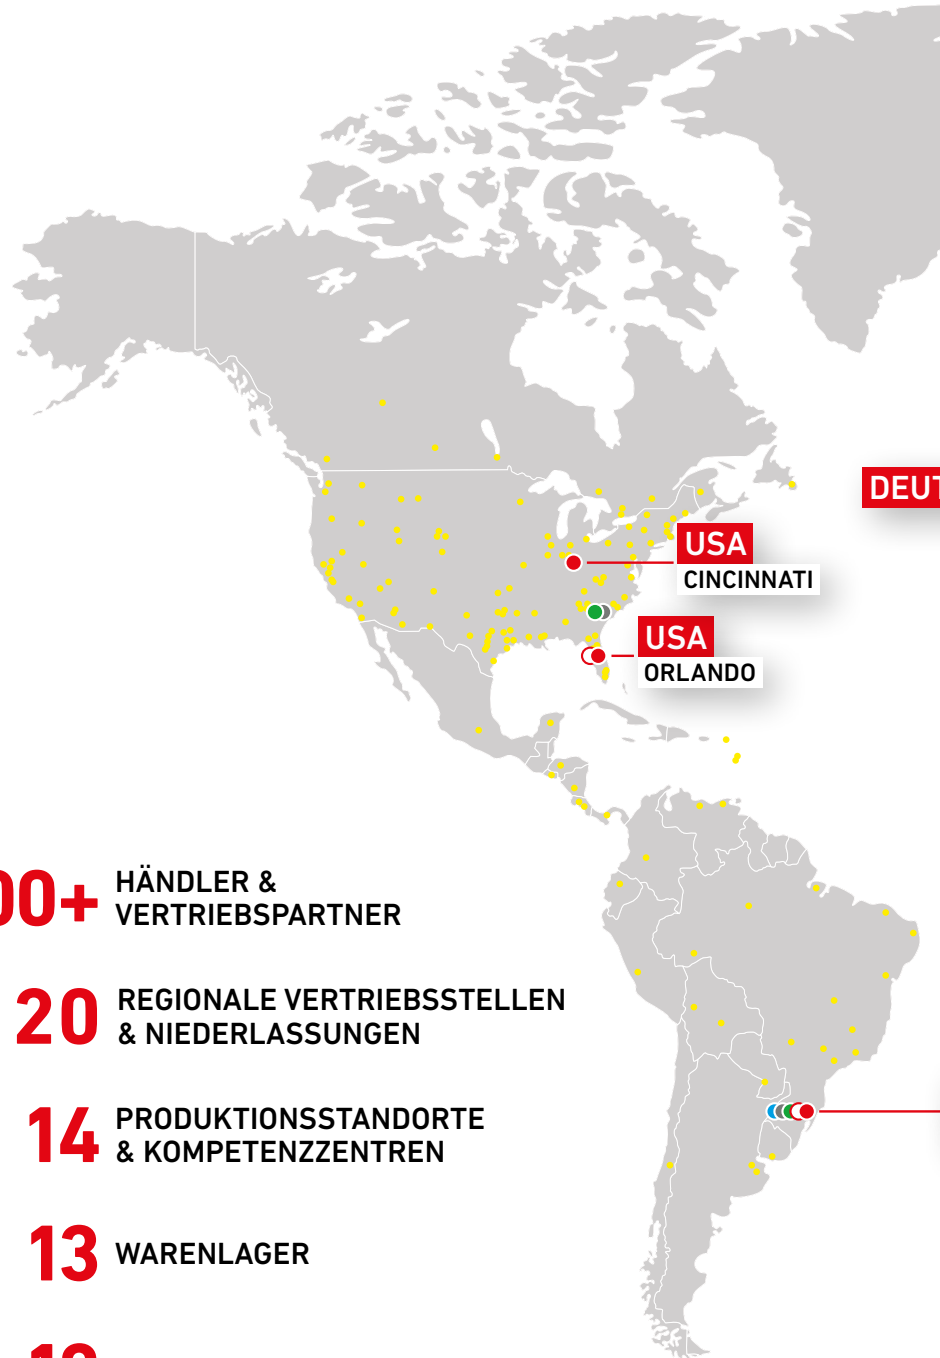 DEUT
USA
CINCINNATI
USA
ORLANDO
00+ HÄNDLER &
VERTRIEBSPARTNER
20 REGIONALE VERTRIEBSSTELLEN
& NIEDERLASSUNGEN
14 PRODUKTIONSSTANDORTE
& KOMPETENZZENTREN
13 WARENLAGER